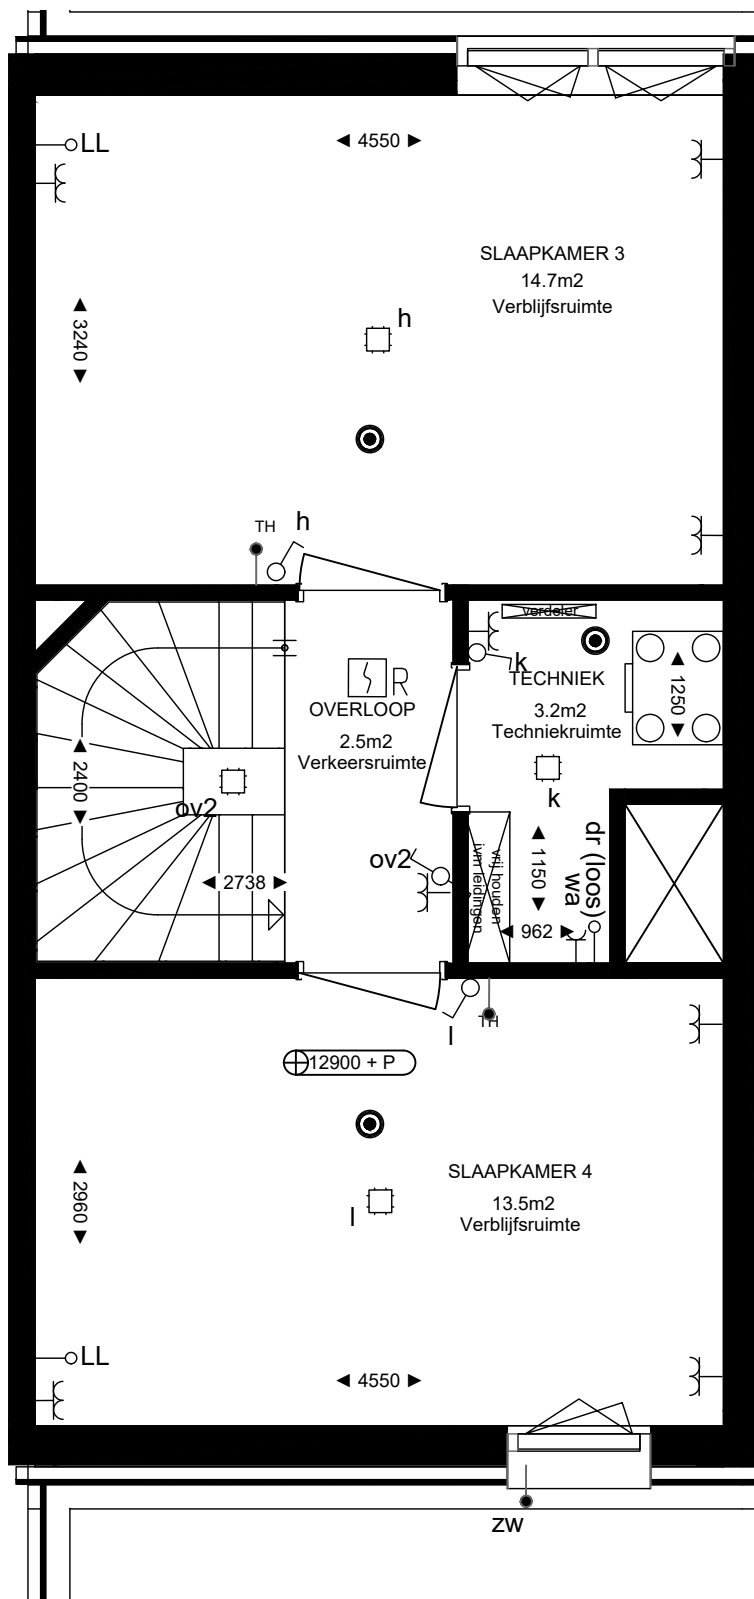 LL
4550
SLAAPKAMER 3
14.7m2
Verblijfsruimte
3240
h
TH
h
verdeler
k
TECHNIEK
3.2m2
Techniekruimte
1250
R
OVERLOOP
2.5m2
Verkeersruimte
2400
ov2
k
ov2
2738
vrij houden
ivm leidingen
1150
dr (loos)
wa
962
TH
l
12900 + P
SLAAPKAMER 4
13.5m2
Verblijfsruimte
2960
l
LL
4550
zw